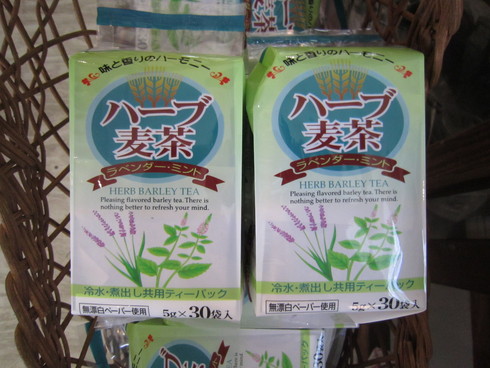 味と香りのハーモニー
ハーブ
麦茶
ラベンダー・ミント
HERB BARLEY TEA
Pleasing flavored barley tea. There is
nothing better to refresh your mind.
冷水・煮出し共用ティーバック
無漂白ペーパー使用
5g×30袋入
味と香りのハーモニー
ハーブ
麦茶
ラベンダー・ミント
HERB BARLEY TEA
Pleasing flavored barley tea. There is
nothing better to refresh your mind.
冷水・煮出し共用ティーバック
無漂白ペーパー使用
5g×30袋入